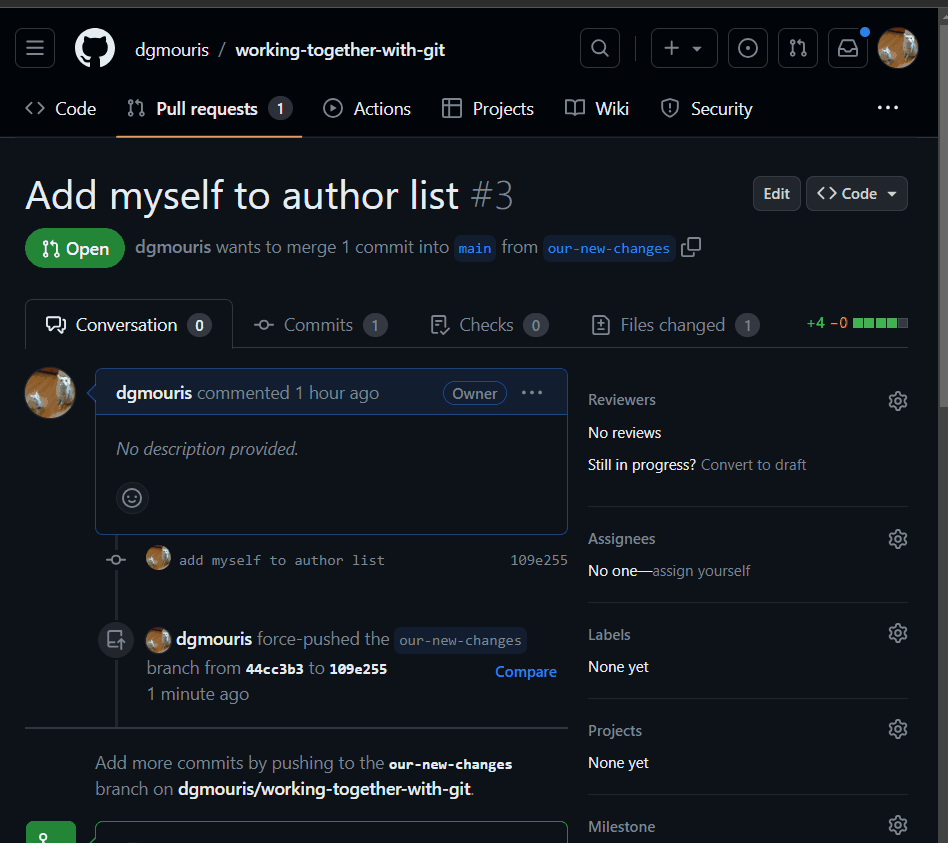 dgmouris / working-together-with-git
Code Pull requests 1 Actions Projects Wiki Security
Add myself to author list #3
Edit Code
Open dgmouris wants to merge 1 commit into main from our-new-changes
Conversation 0 Commits 1 Checks 0 Files changed 1 +4 −0
dgmouris commented 1 hour ago Owner
No description provided.
add myself to author list 109e255
dgmouris force-pushed the our-new-changes
branch from 44cc3b3 to 109e255 Compare
1 minute ago
Add more commits by pushing to the our-new-changes
branch on dgmouris/working-together-with-git.
Reviewers
No reviews
Still in progress? Convert to draft
Assignees
No one—assign yourself
Labels
None yet
Projects
None yet
Milestone